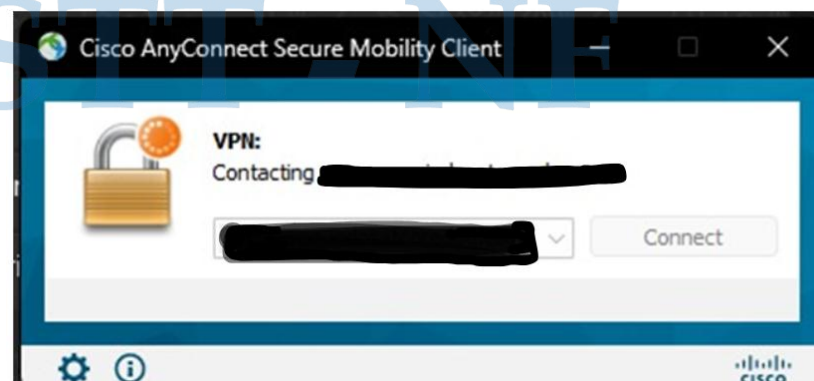 Cisco AnyConnect Secure Mobility Client
VPN:
Contacting
Connect
CISCO